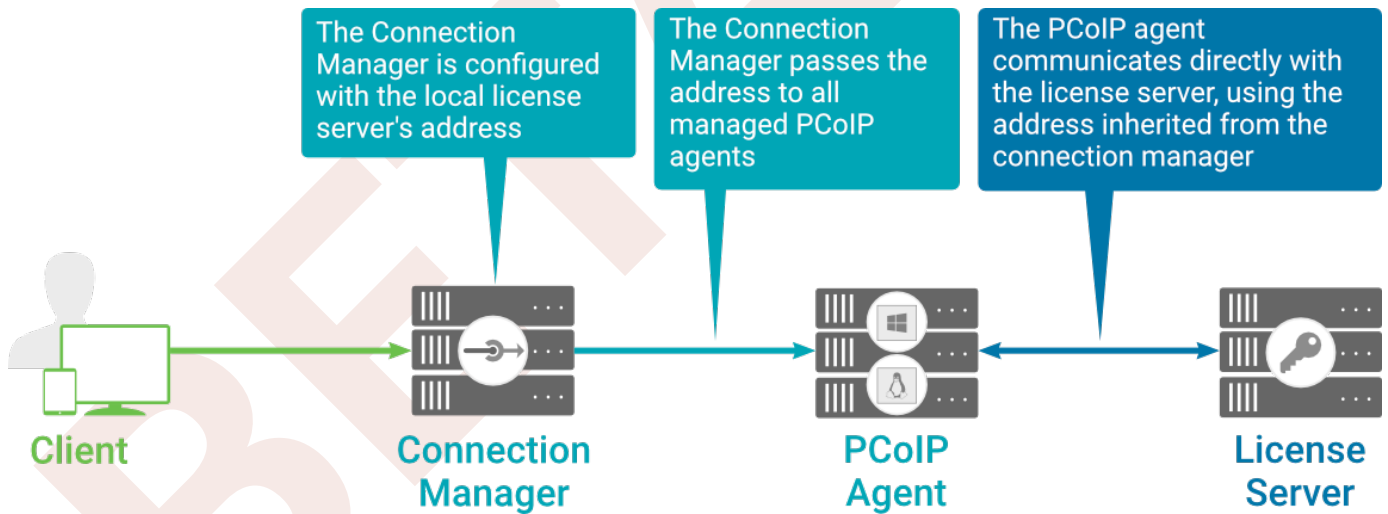 The Connection
Manager is configured
with the local license
server's address
The Connection
Manager passes the
address to all
managed PCoIP
agents
The PCoIP agent
communicates directly with
the license server, using the
address inherited from the
connection manager
Client
Connection
Manager
PCoIP
Agent
License
Server
BETA